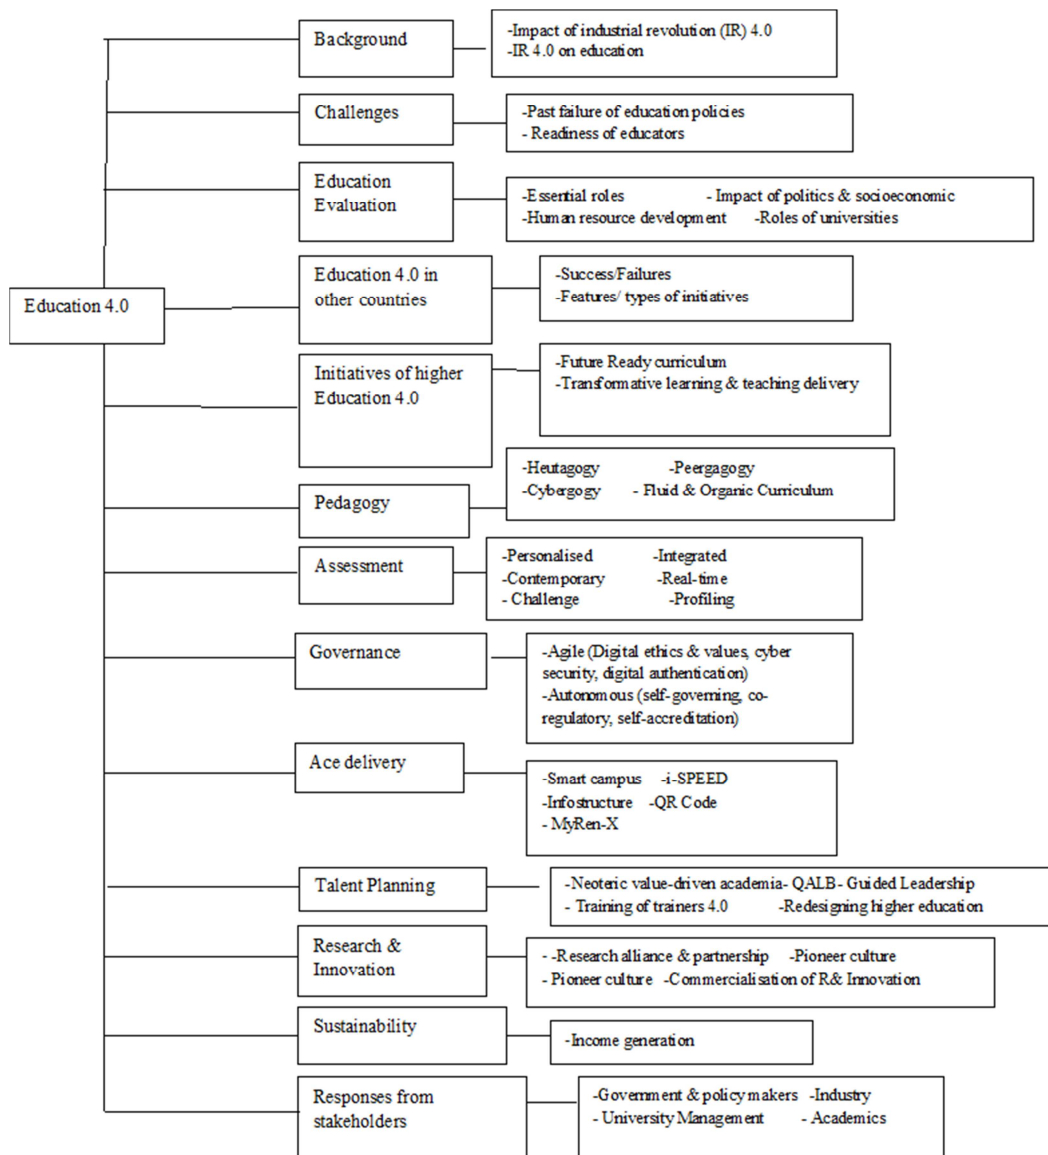 Education 4.0
Background
-Impact of industrial revolution (IR) 4.0
-IR 4.0 on education
Challenges
-Past failure of education policies
- Readiness of educators
Education
Evaluation
-Essential roles - Impact of politics & socioeconomic
-Human resource development -Roles of universities
Education 4.0 in
other countries
-Success/Failures
-Features/ types of initiatives
Initiatives of higher
Education 4.0
-Future Ready curriculum
-Transformative learning & teaching delivery
Pedagogy
-Heutagogy -Peergagogy
-Cybergogy - Fluid & Organic Curriculum
Assessment
-Personalised -Integrated
-Contemporary -Real-time
- Challenge -Profiling
Governance
-Agile (Digital ethics & values, cyber
security, digital authentication)
-Autonomous (self-governing, co-
regulatory, self-accreditation)
Ace delivery
-Smart campus -i-SPEED
-Infostructure -QR Code
- MyRen-X
Talent Planning
- Neoteric value-driven academia- QALB- Guided Leadership
- Training of trainers 4.0 -Redesigning higher education
Research &
Innovation
- -Research alliance & partnership -Pioneer culture
- Pioneer culture -Commercialisation of R& Innovation
Sustainability
-Income generation
Responses from
stakeholders
-Government & policy makers -Industry
- University Management - Academics